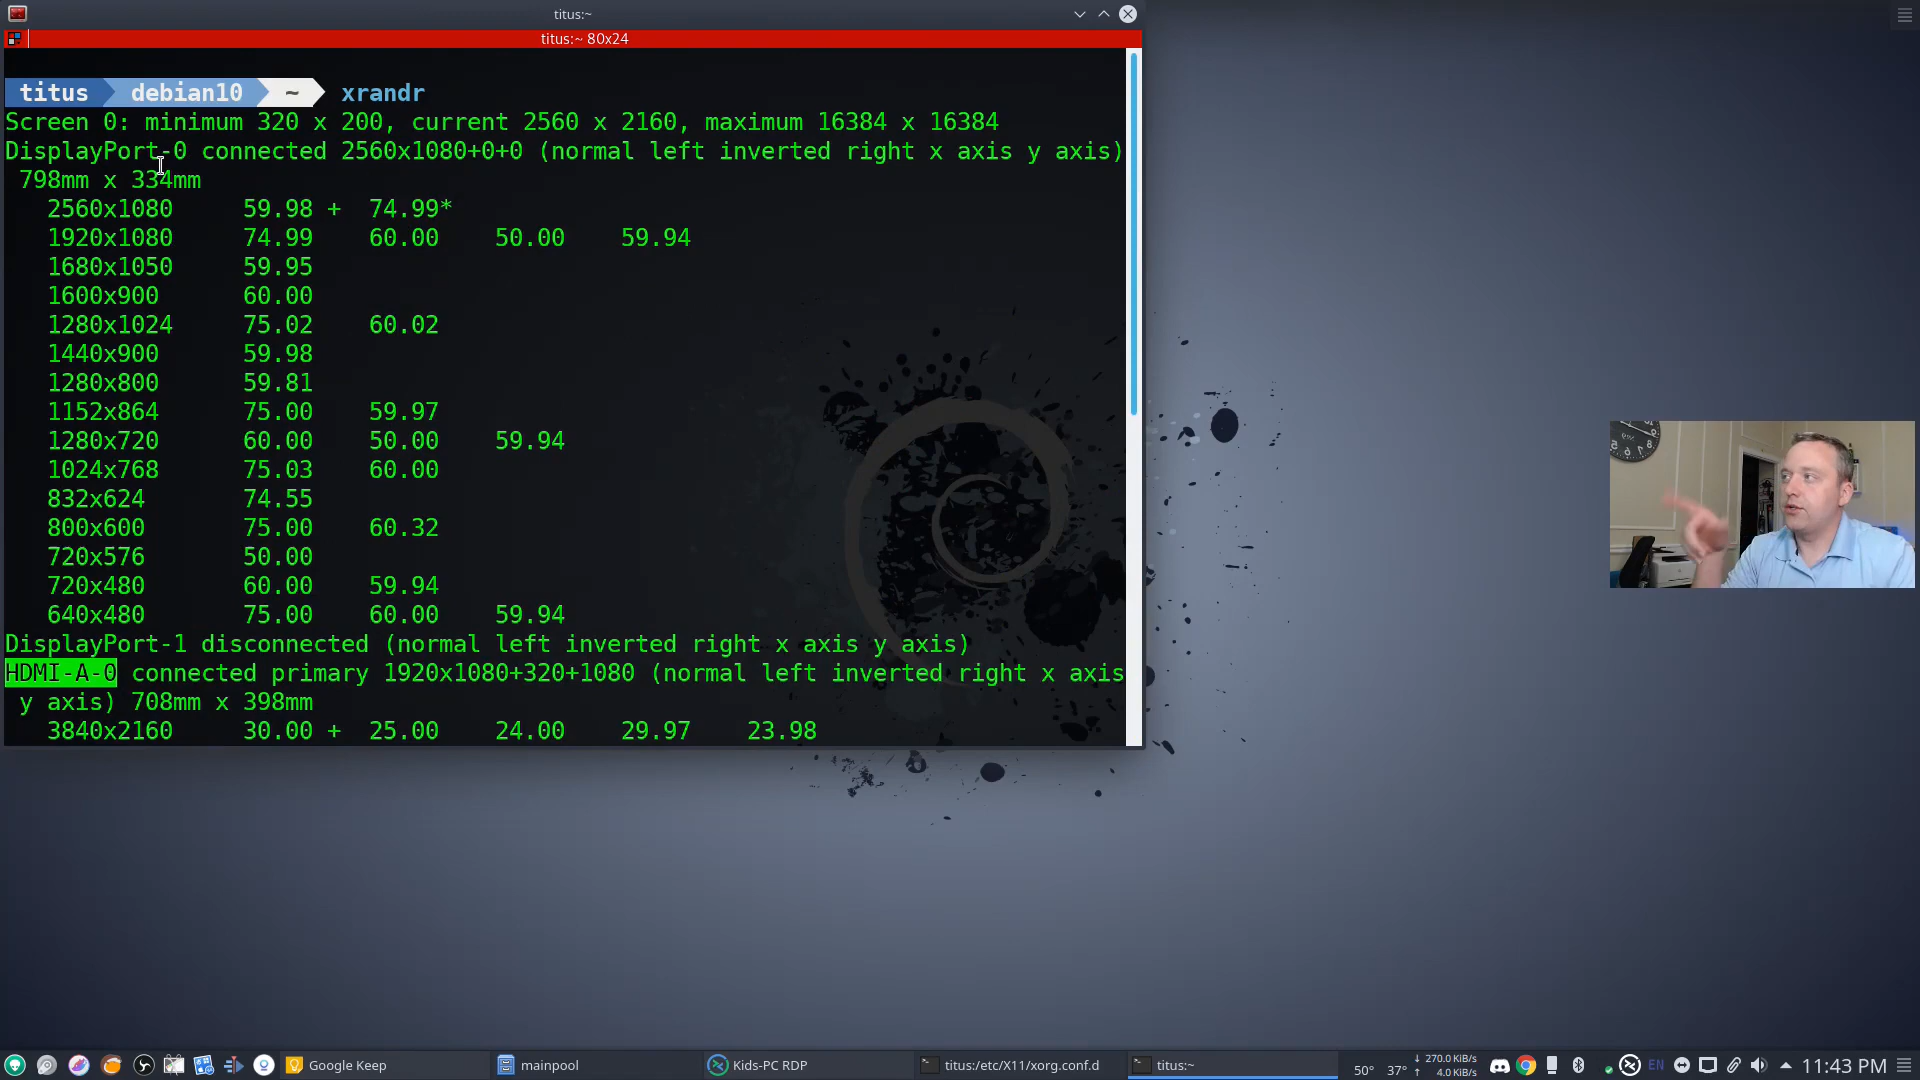 titus:~
titus:~ 80x24
titus debian10 ~ xrandr
Screen 0: minimum 320 x 200, current 2560 x 2160, maximum 16384 x 16384
DisplayPort-0 connected 2560x1080+0+0 (normal left inverted right x axis y axis)
798mm x 334mm
2560x1080 59.98 + 74.99*
1920x1080 74.99 60.00 50.00 59.94
1680x1050 59.95
1600x900 60.00
1280x1024 75.02 60.02
1440x900 59.98
1280x800 59.81
1152x864 75.00 59.97
1280x720 60.00 50.00 59.94
1024x768 75.03 60.00
832x624 74.55
800x600 75.00 60.32
720x576 50.00
720x480 60.00 59.94
640x480 75.00 60.00 59.94
DisplayPort-1 disconnected (normal left inverted right x axis y axis)
HDMI-A-0 connected primary 1920x1080+320+1080 (normal left inverted right x axis
y axis) 708mm x 398mm
3840x2160 30.00 + 25.00 24.00 29.97 23.98
Google Keep
mainpool
Kids-PC RDP
titus:/etc/X11/xorg.conf.d
titus:~
50° 37°
↓ 270.0 KiB/s
↑ 4.0 KiB/s
EN
11:43 PM